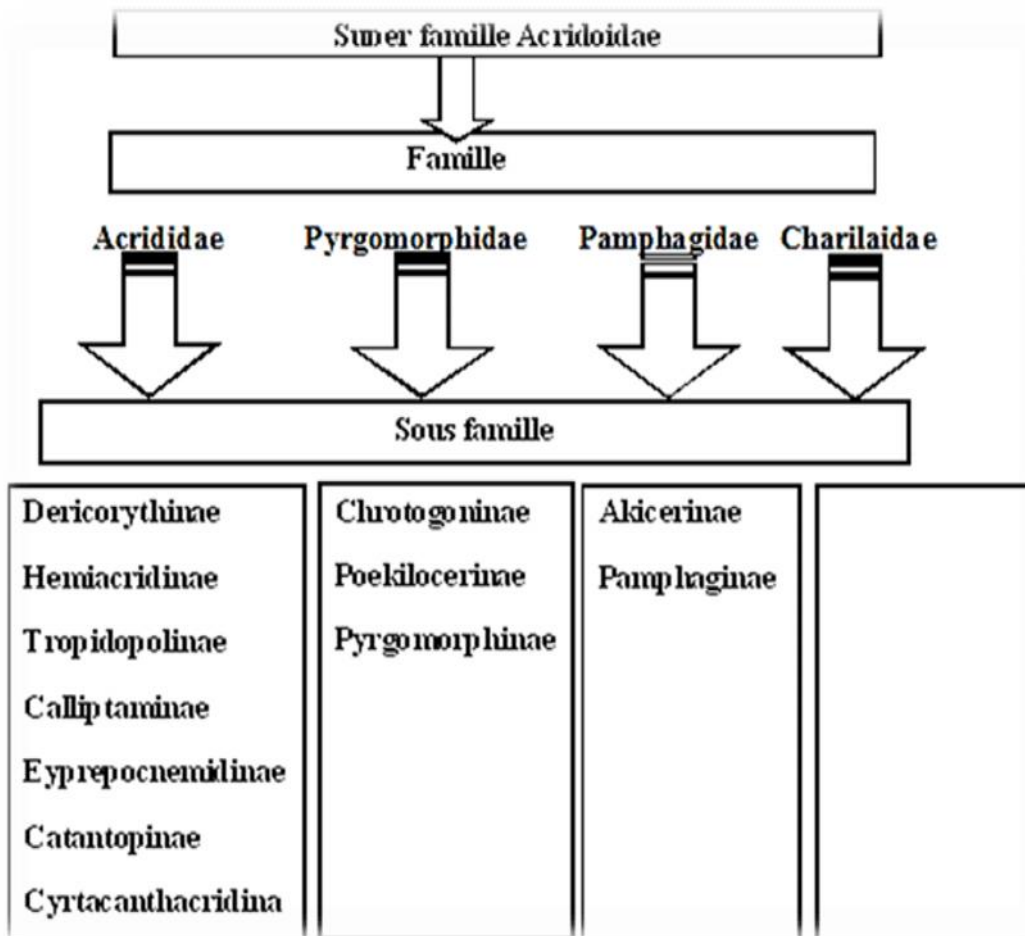 Super famille Acridoidae
Famille
Acrididae Pyrgomorphidae Pamphagidae Charilaidae
Sous famille
Dericorythinae
Hemiacridinae
Tropidopolinae
Calliptaminae
Eyprepocnemidinae
Catantopinae
Cyrtacanthacridina
Chrotogoninae
Poekilocerinae
Pyrgomorphinae
Akicerinae
Pamphaginae